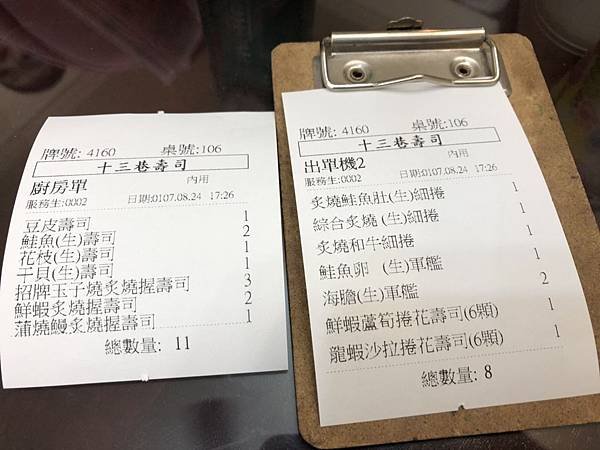 牌號: 4160 桌號:106
十三巷壽司
廚房單 內用
服務生:0002 日期:0107.08.24 17:26
豆皮壽司 1
鮭魚(生)壽司 2
花枝(生)壽司 1
干貝(生)壽司 1
招牌玉子燒炙燒握壽司 3
鮮蝦炙燒握壽司 2
蒲燒鰻炙燒握壽司 1
總數量: 11
牌號: 4160 桌號:106
十三巷壽司
出單機2 內用
服務生:0002 日期:0107.08.24 17:26
炙燒鮭魚肚(生)細捲 1
綜合炙燒(生)細捲 1
炙燒和牛細捲 1
鮭魚卵 (生)軍艦 1
海膽(生)軍艦 2
鮮蝦蘆筍捲花壽司(6顆) 1
龍蝦沙拉捲花壽司(6顆) 1
總數量: 8